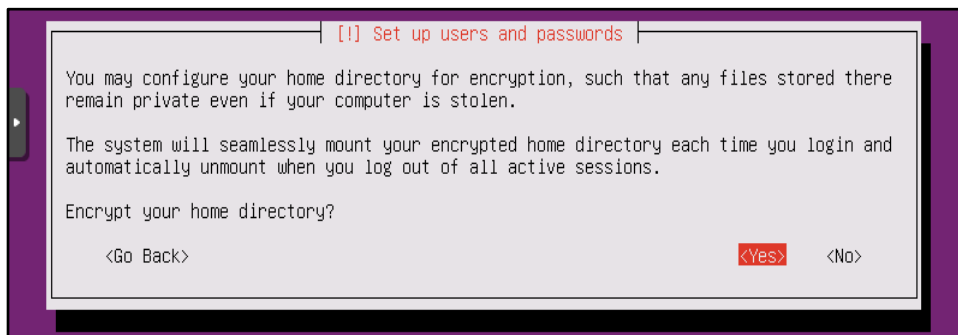 [!] Set up users and passwords
You may configure your home directory for encryption, such that any files stored there
remain private even if your computer is stolen.
The system will seamlessly mount your encrypted home directory each time you login and
automatically unmount when you log out of all active sessions.
Encrypt your home directory?
<Go Back> <Yes> <No>